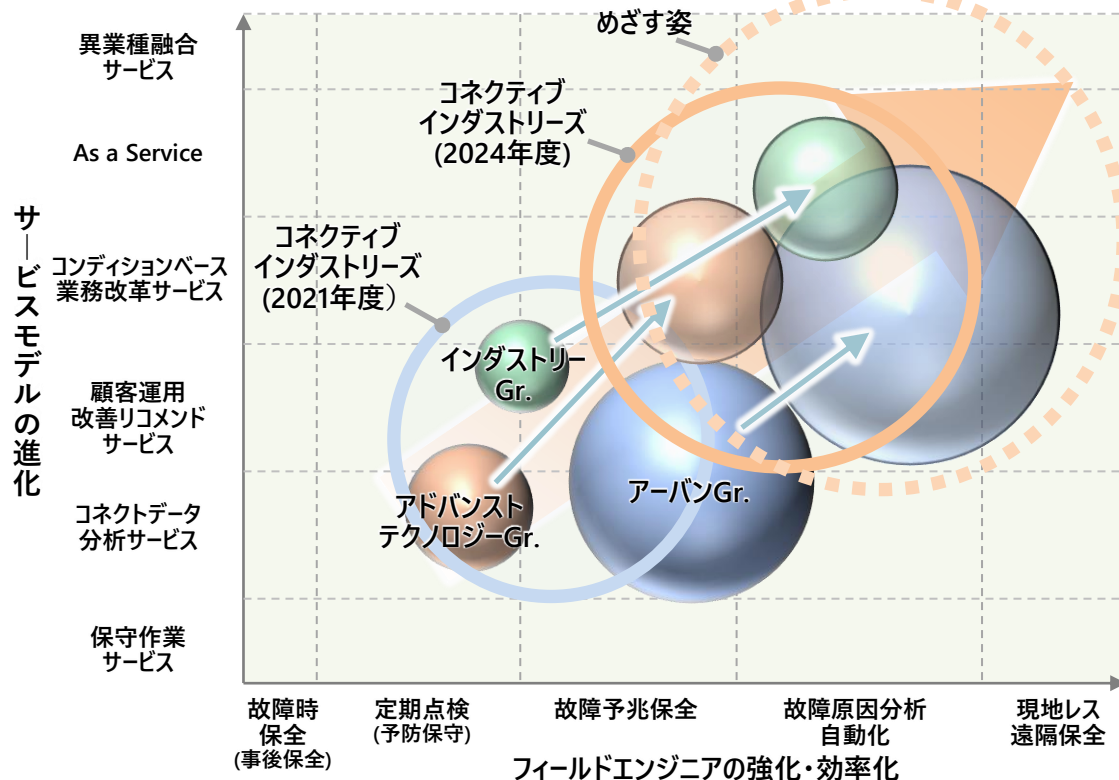 めざす姿
異業種融合
サービス
コネクティブ
インダストリーズ
(2024年度)
As a Service
サービスモデルの進化
コネクティブ
インダストリーズ
(2021年度）
コンディションベース
業務改革サービス
インダストリー
Gr.
顧客運用
改善リコメンド
サービス
アーバンGr.
アドバンスト
テクノロジーGr.
コネクトデータ
分析サービス
保守作業
サービス
故障時
保全
(事後保全)
定期点検
(予防保守)
故障予兆保全
故障原因分析
自動化
現地レス
遠隔保全
フィールドエンジニアの強化・効率化